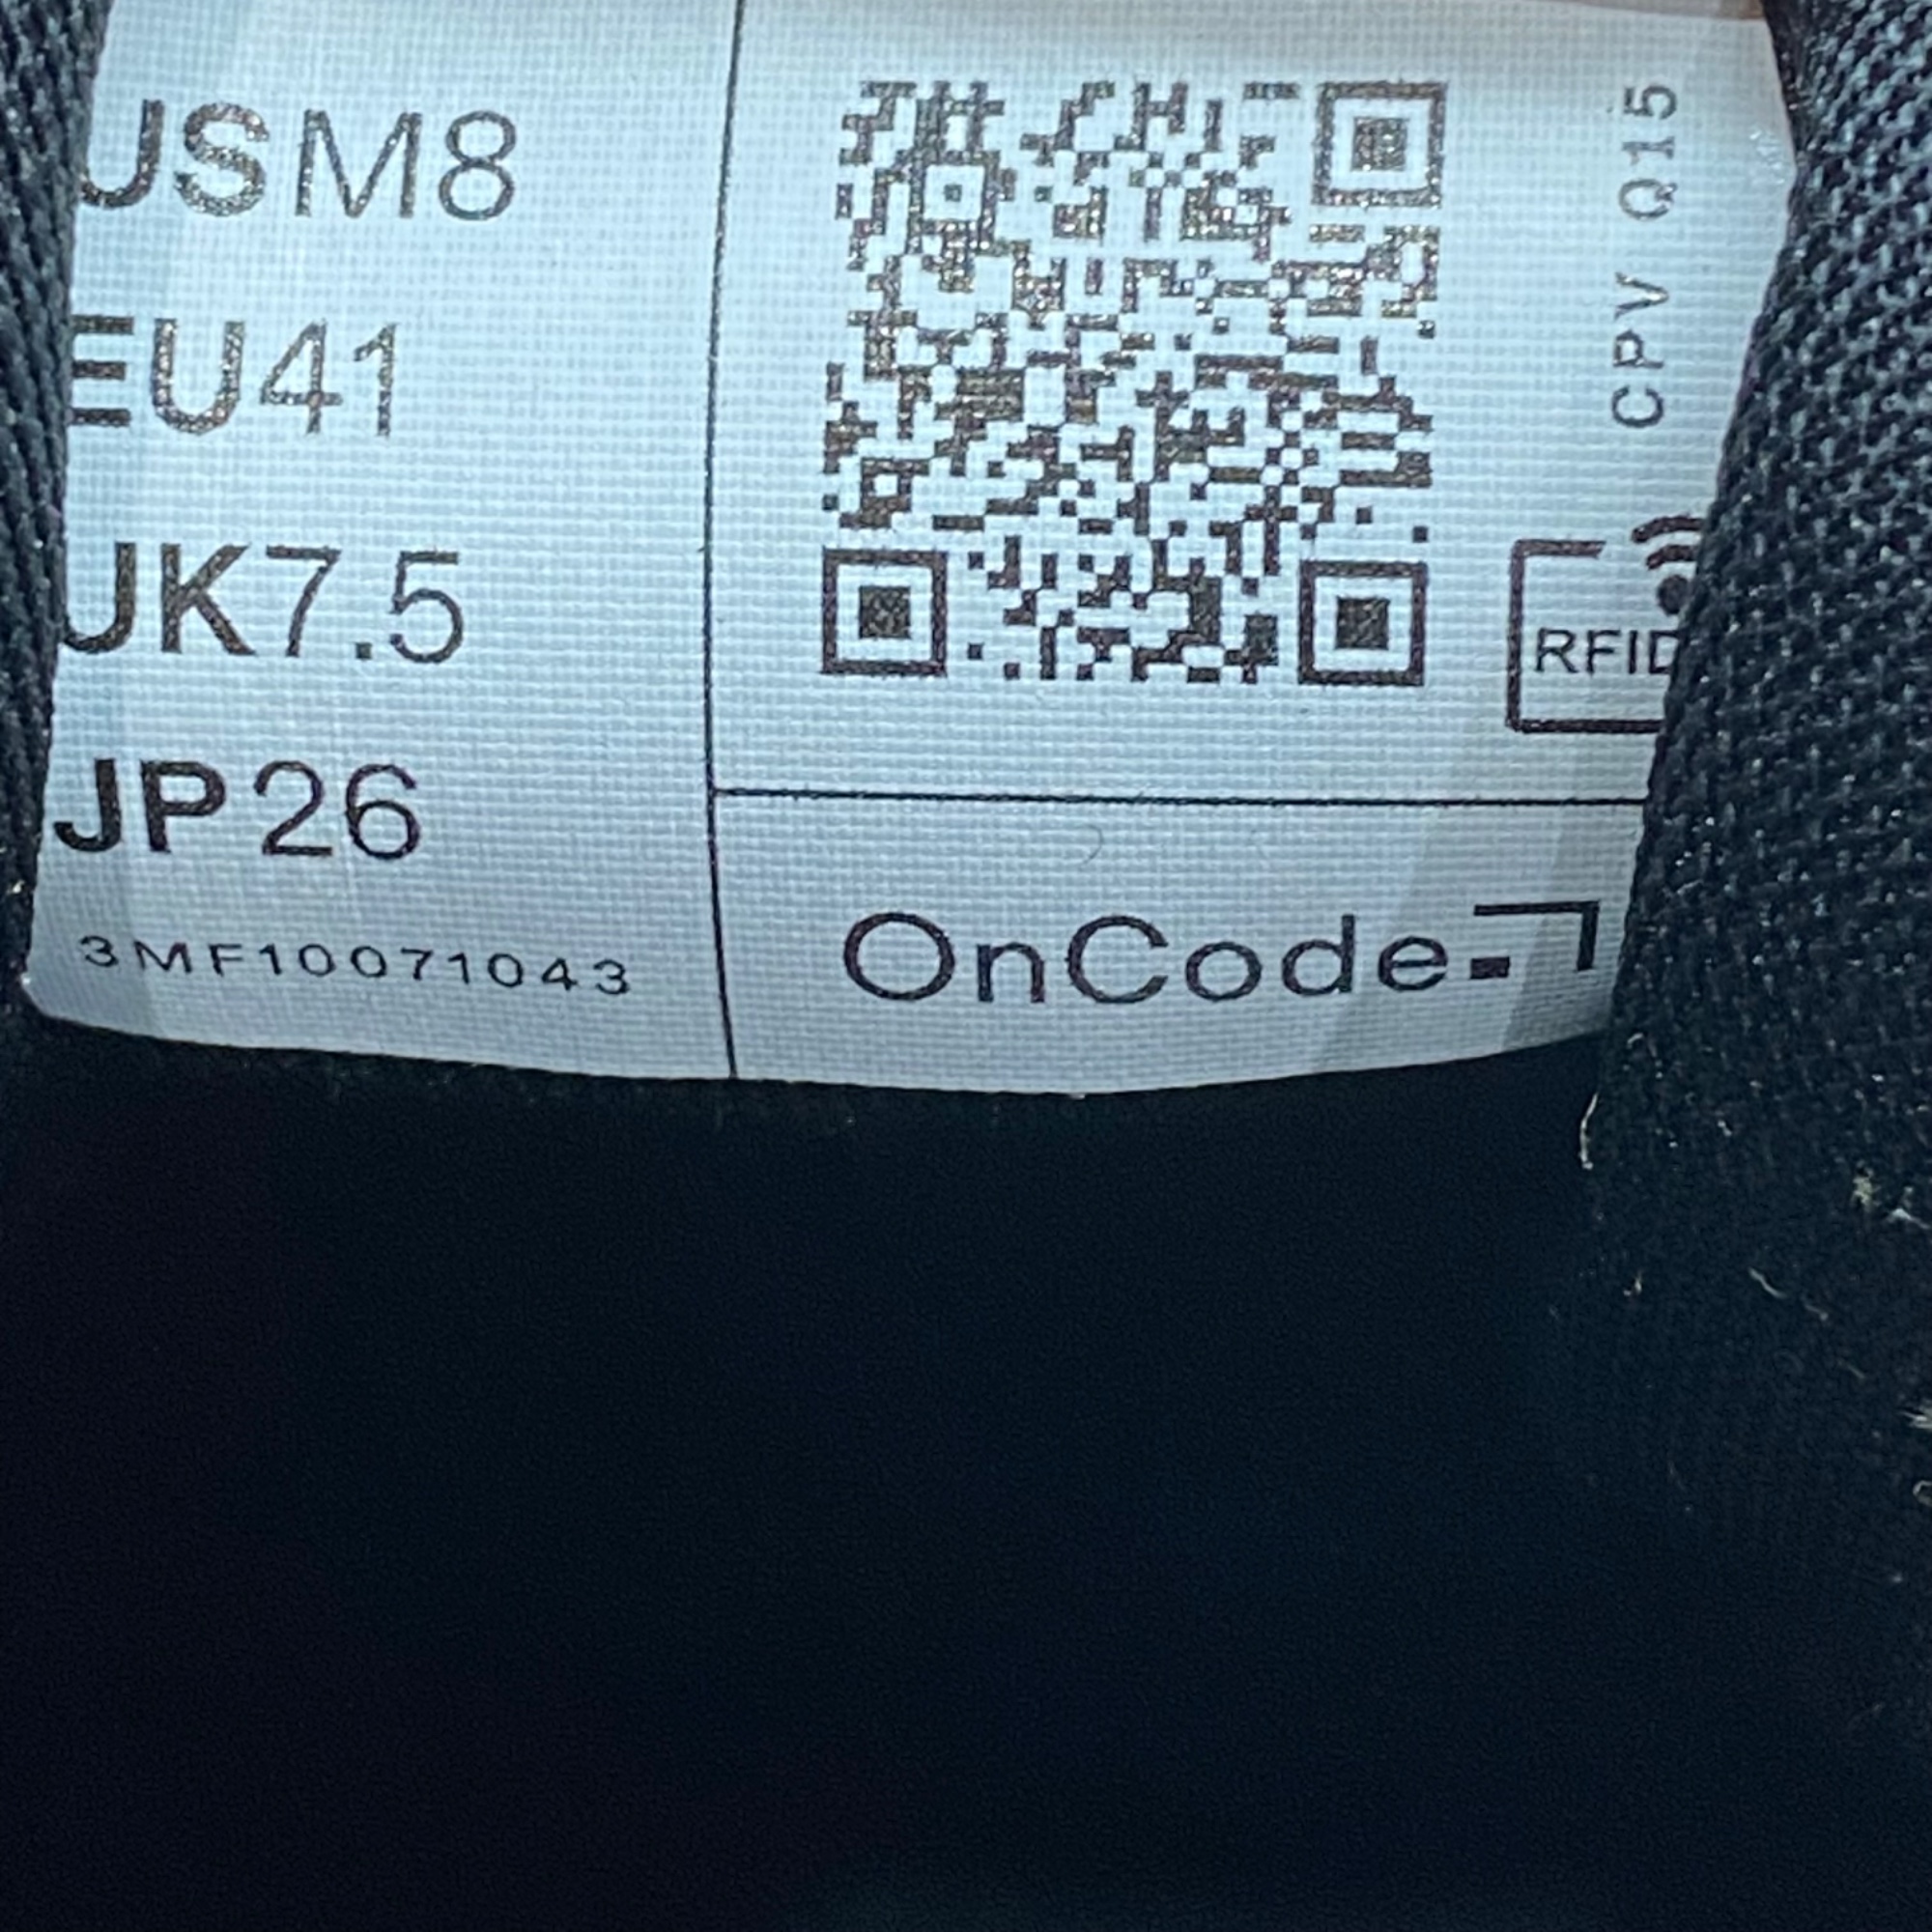 USM8
EU41
UK7.5
JP26
3MF10071043
CPV Q15
RFID
OnCode